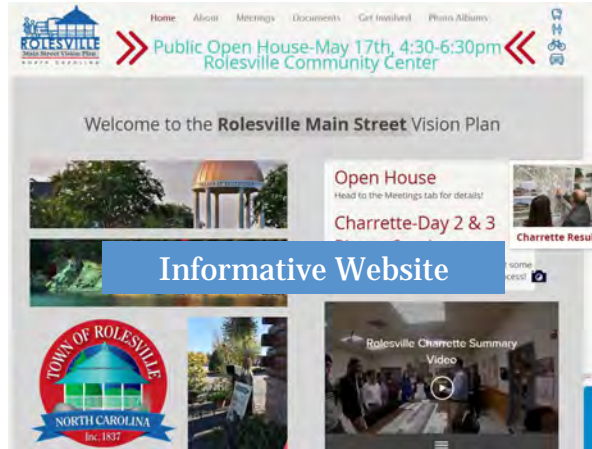 Home About Meetings Documents Get Involved Photo Albums
ROLESVILLE
Main Street Vision Plan
NORTH CAROLINA
Public Open House-May 17th, 4:30-6:30pm
Rolesville Community Center
Welcome to the Rolesville Main Street Vision Plan
Open House
Head to the Meetings tab for details!
Charrette-Day 2 & 3
Charrette Resul
Informative Website
some
Rolesville Charrette Summary
Video
TOWN OF ROLESVILLE
NORTH CAROLINA
Inc. 1837